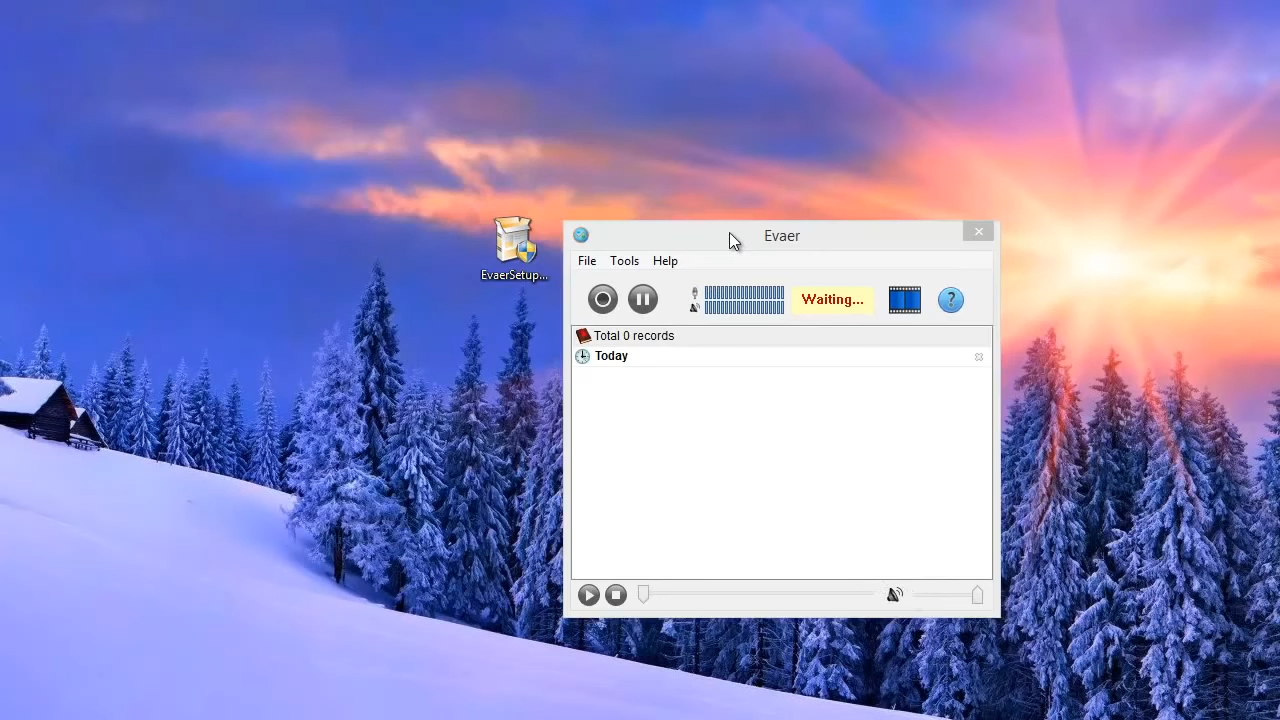 EvaerSetup...
Evaer
File Tools Help
Waiting...
?
Total 0 records
Today